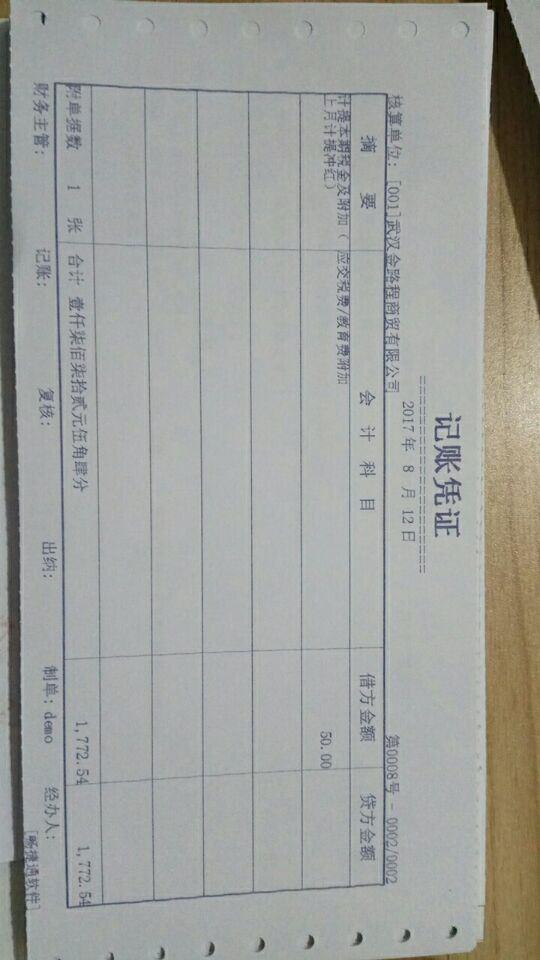 记账凭证
======================
2017 年 8 月 12 日
核算单位：[001]武汉金路程商贸有限公司 第0008号 - 0002/0002
摘 要 会 计 科 目 借方金额 贷方金额
计提本期税金及附加（ 应交税费/教育费附加 50.00
上月计提冲红）
附单据数 1 张 合计 壹仟柒佰柒拾贰元伍角肆分 1,772.54 1,772.54
财务主管： 记账： 复核： 出纳： 制单：demo 经办人：
[畅捷通软件]